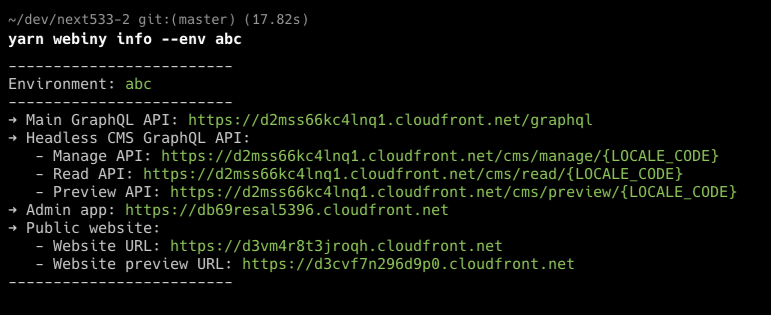 ~/dev/next533-2 git:(master) (17.82s)
yarn webiny info --env abc
-------------------------
Environment: abc
-------------------------
➜ Main GraphQL API: https://d2mss66kc4lnq1.cloudfront.net/graphql
➜ Headless CMS GraphQL API:
   - Manage API: https://d2mss66kc4lnq1.cloudfront.net/cms/manage/{LOCALE_CODE}
   - Read API: https://d2mss66kc4lnq1.cloudfront.net/cms/read/{LOCALE_CODE}
   - Preview API: https://d2mss66kc4lnq1.cloudfront.net/cms/preview/{LOCALE_CODE}
➜ Admin app: https://db69resal5396.cloudfront.net
➜ Public website:
   - Website URL: https://d3vm4r8t3jroqh.cloudfront.net
   - Website preview URL: https://d3cvf7n296d9p0.cloudfront.net
-------------------------